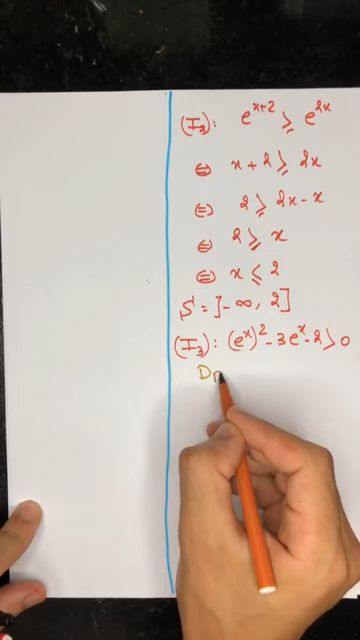 (I₂): e^{x+2} ⩾ e^{2x}
⇔ x + 2 ⩾ 2x
⇔ 2 ⩾ 2x - x
⇔ 2 ⩾ x
⇔ x ⩽ 2
S = ]-∞, 2]
(I₃): (e^x)² - 3e^x - 2 > 0